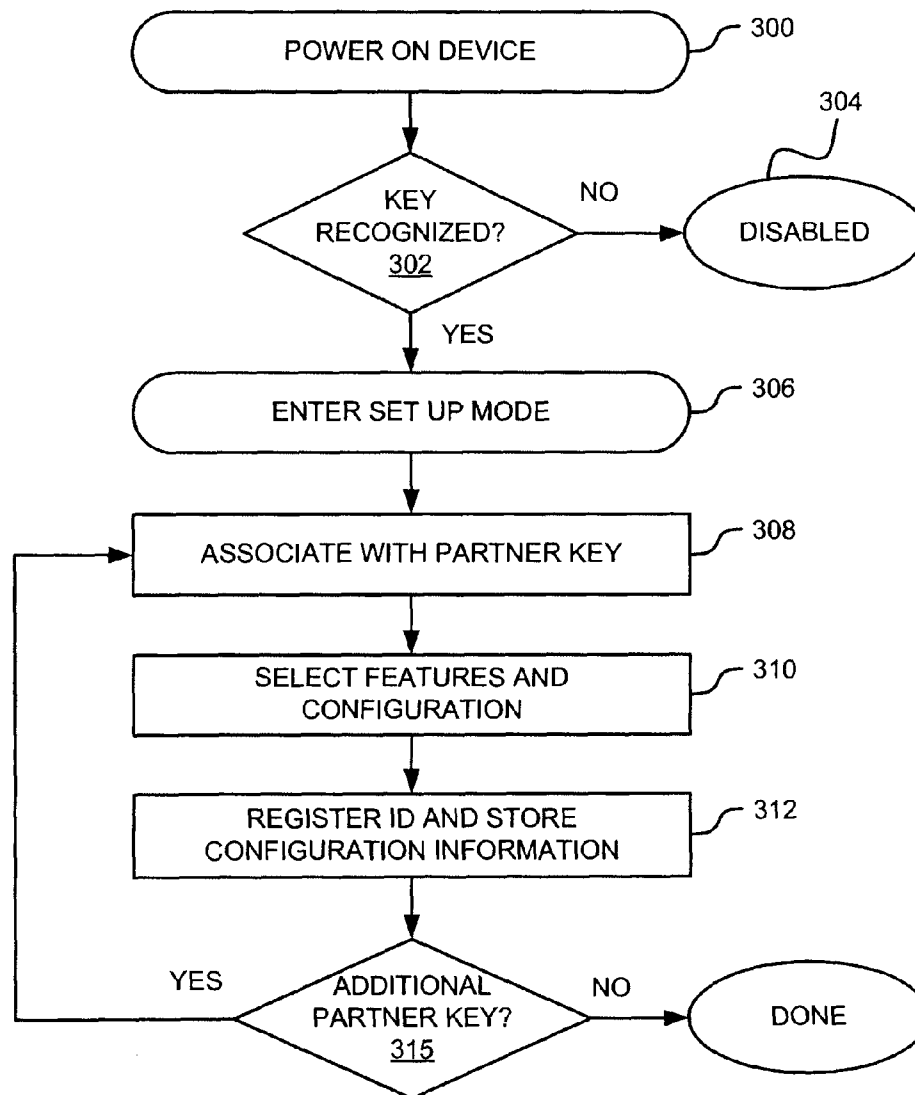 POWER ON DEVICE
300
304
KEY
RECOGNIZED?
302
NO
DISABLED
YES
ENTER SET UP MODE
306
ASSOCIATE WITH PARTNER KEY
308
SELECT FEATURES AND
CONFIGURATION
310
REGISTER ID AND STORE
CONFIGURATION INFORMATION
312
YES
ADDITIONAL
PARTNER KEY?
315
NO
DONE